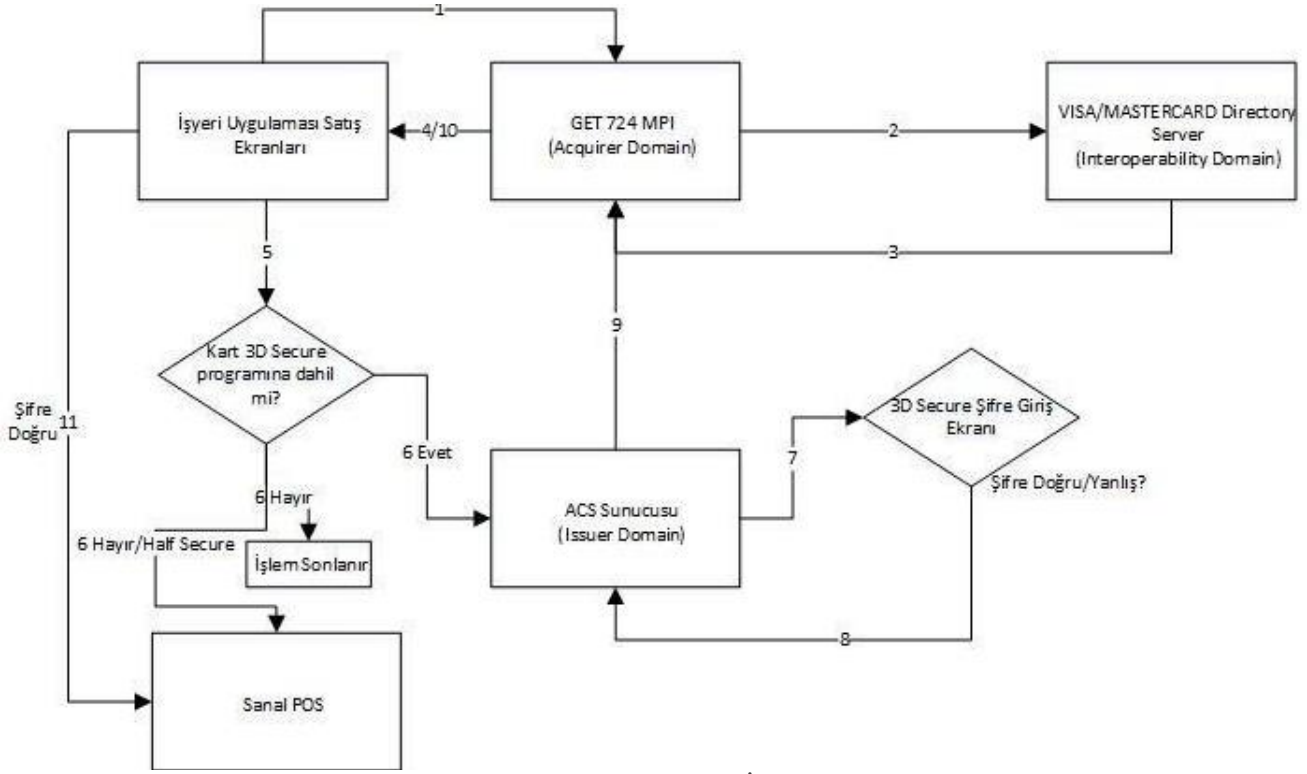 1
İşyeri Uygulaması Satış
Ekranları
4/10
GET 724 MPI
(Acquirer Domain)
2
VISA/MASTERCARD Directory
Server
(Interoperability Domain)
5
3
9
Kart 3D Secure
programına dahil
mi?
Şifre
Doğru
11
6 Evet
7
3D Secure Şifre Giriş
Ekranı
Şifre Doğru/Yanlış?
6 Hayır
6 Hayır/Half Secure
İşlem Sonlanır
ACS Sunucusu
(Issuer Domain)
8
Sanal POS